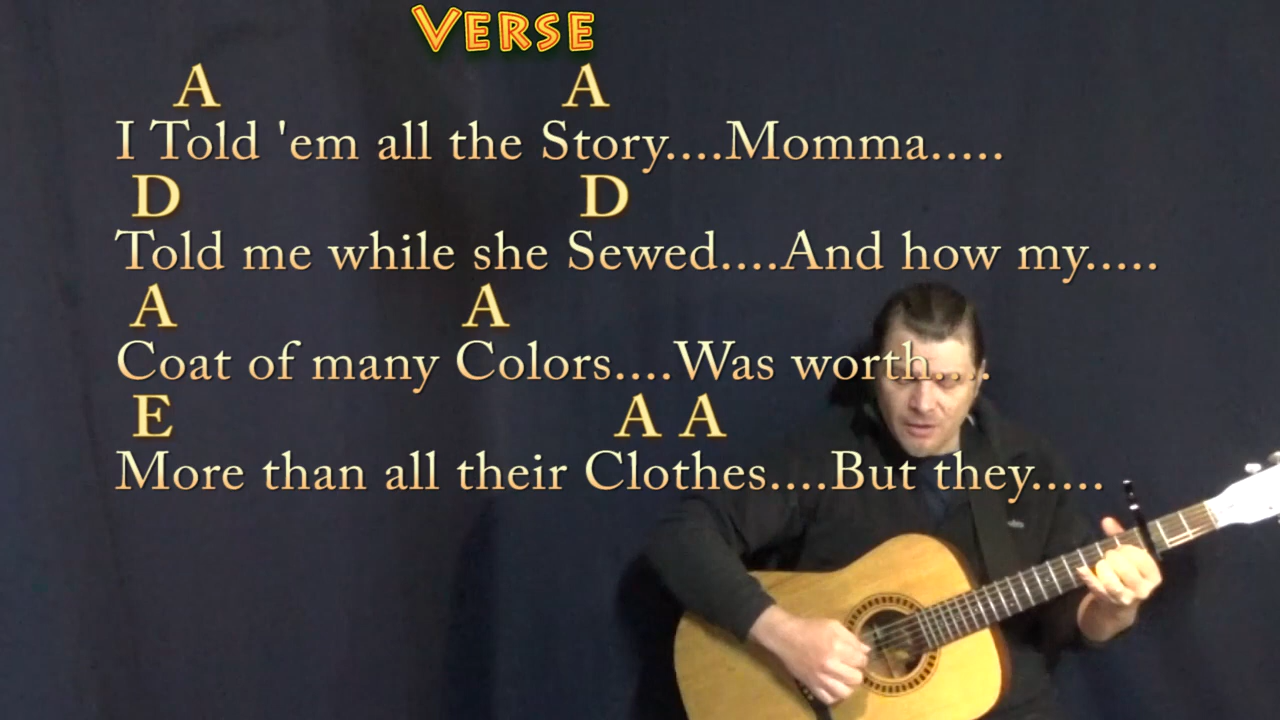 VERSE
A A
I Told 'em all the Story....Momma.....
D D
Told me while she Sewed....And how my.....
A A
Coat of many Colors....Was worth....
E A A
More than all their Clothes....But they.....